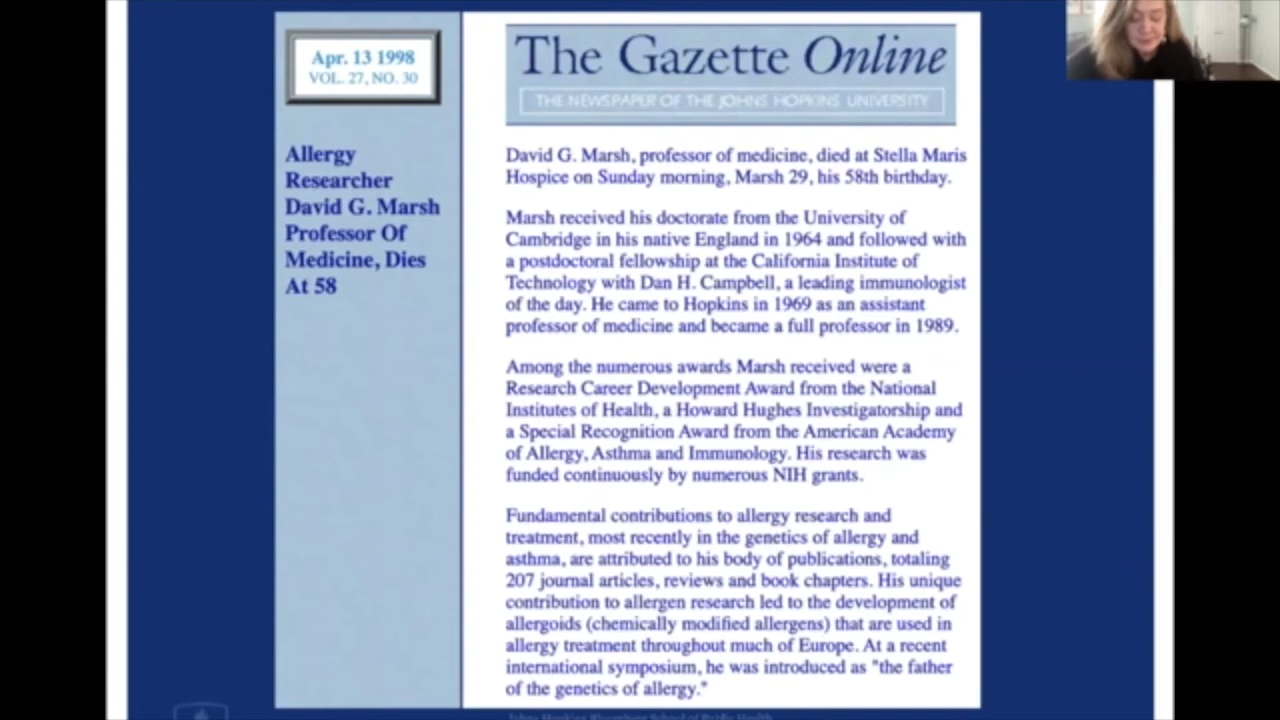 Apr. 13 1998
VOL. 27, NO. 30
Allergy
Researcher
David G. Marsh
Professor Of
Medicine, Dies
At 58
The Gazette Online
THE NEWSPAPER OF THE JOHNS HOPKINS UNIVERSITY
David G. Marsh, professor of medicine, died at Stella Maris
Hospice on Sunday morning, Marsh 29, his 58th birthday.
Marsh received his doctorate from the University of
Cambridge in his native England in 1964 and followed with
a postdoctoral fellowship at the California Institute of
Technology with Dan H. Campbell, a leading immunologist
of the day. He came to Hopkins in 1969 as an assistant
professor of medicine and became a full professor in 1989.
Among the numerous awards Marsh received were a
Research Career Development Award from the National
Institutes of Health, a Howard Hughes Investigatorship and
a Special Recognition Award from the American Academy
of Allergy, Asthma and Immunology. His research was
funded continuously by numerous NIH grants.
Fundamental contributions to allergy research and
treatment, most recently in the genetics of allergy and
asthma, are attributed to his body of publications, totaling
207 journal articles, reviews and book chapters. His unique
contribution to allergen research led to the development of
allergoids (chemically modified allergens) that are used in
allergy treatment throughout much of Europe. At a recent
international symposium, he was introduced as "the father
of the genetics of allergy."
Johns Hopkins Bloomberg School of Public Health